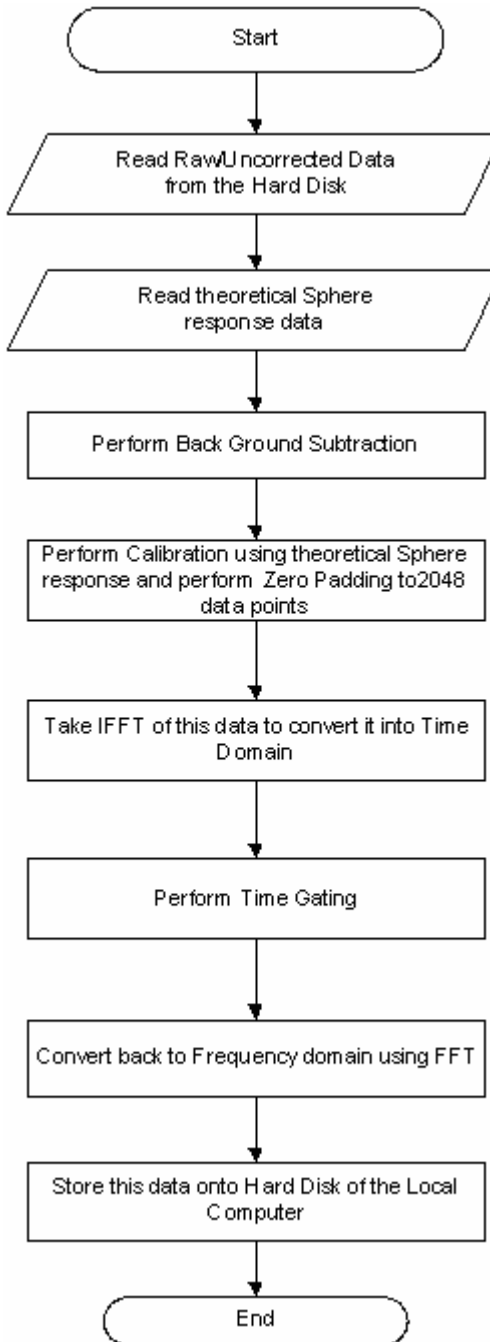 Start
Read Raw/Uncorrected Data
from the Hard Disk
Read theoretical Sphere
response data
Perform Back Ground Subtraction
Perform Calibration using theoretical Sphere
response and perform Zero Padding to2048
data points
Take IFFT of this data to convert it into Time
Domain
Perform Time Gating
Convert back to Frequency domain using FFT
Store this data onto Hard Disk of the Local
Computer
End